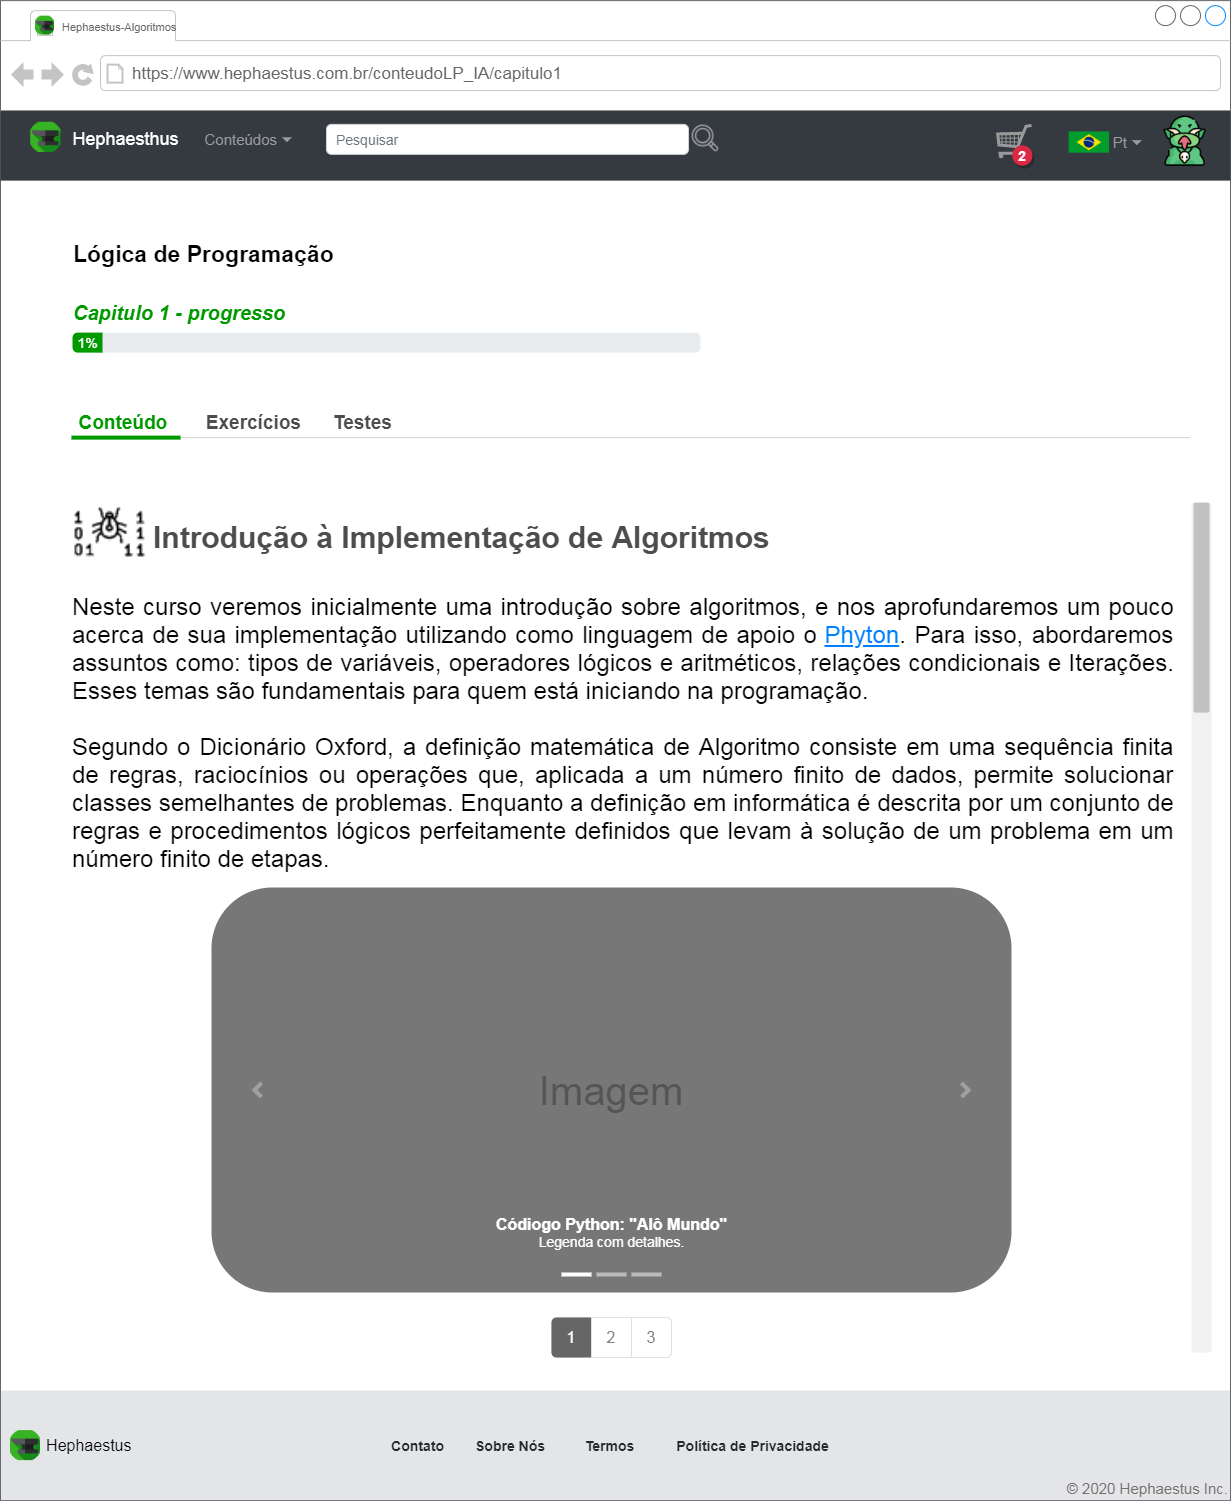 Hephaestus-Algoritmos
https://www.hephaestus.com.br/conteudoLP_IA/capitulo1
Hephaesthus
Conteúdos
Pesquisar
2
Pt
Lógica de Programação
Capitulo 1 - progresso
1%
Conteúdo
Exercícios
Testes
1 1
0 1
01 11
Introdução à Implementação de Algoritmos
Neste curso veremos inicialmente uma introdução sobre algoritmos, e nos aprofundaremos um pouco
acerca de sua implementação utilizando como linguagem de apoio o Phyton. Para isso, abordaremos
assuntos como: tipos de variáveis, operadores lógicos e aritméticos, relações condicionais e Iterações.
Esses temas são fundamentais para quem está iniciando na programação.
Segundo o Dicionário Oxford, a definição matemática de Algoritmo consiste em uma sequência finita
de regras, raciocínios ou operações que, aplicada a um número finito de dados, permite solucionar
classes semelhantes de problemas. Enquanto a definição em informática é descrita por um conjunto de
regras e procedimentos lógicos perfeitamente definidos que levam à solução de um problema em um
número finito de etapas.
Imagem
Códiogo Python: "Alô Mundo"
Legenda com detalhes.
1 2 3
Hephaestus
Contato
Sobre Nós
Termos
Política de Privacidade
© 2020 Hephaestus Inc.